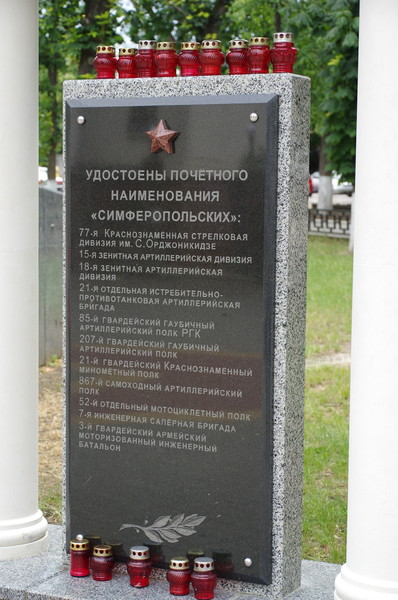 УДОСТОЕНЫ ПОЧЕТНОГО
НАИМЕНОВАНИЯ
«СИМФЕРОПОЛЬСКИХ»:
77-я Краснознаменная стрелковая
дивизия им. С.Орджоникидзе
15-я зенитная артиллерийская дивизия
18-я зенитная артиллерийская
дивизия
21-я отдельная истребительно-
противотанковая артиллерийская
бригада
85-й гвардейский гаубичный
артиллерийский полк РГК
207-й гвардейский гаубичный
артиллерийский полк
21-й гвардейский Краснознаменный
минометный полк
867-й самоходный артиллерийский
полк
52-й отдельный мотоциклетный полк
7-я инженерная саперная бригада
3-й гвардейский армейский
моторизованный инженерный
батальон